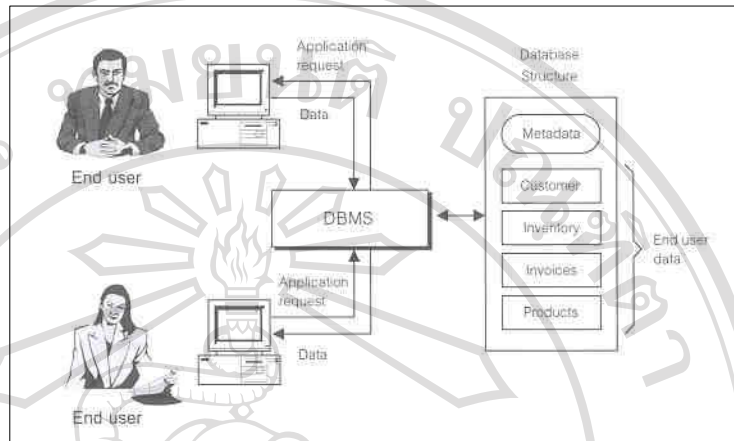 Application
request
Data
End user
DBMS
Application
request
Data
End user
Database
Structure
Metadata
Customer
Inventory
Invoices
Products
End user
data